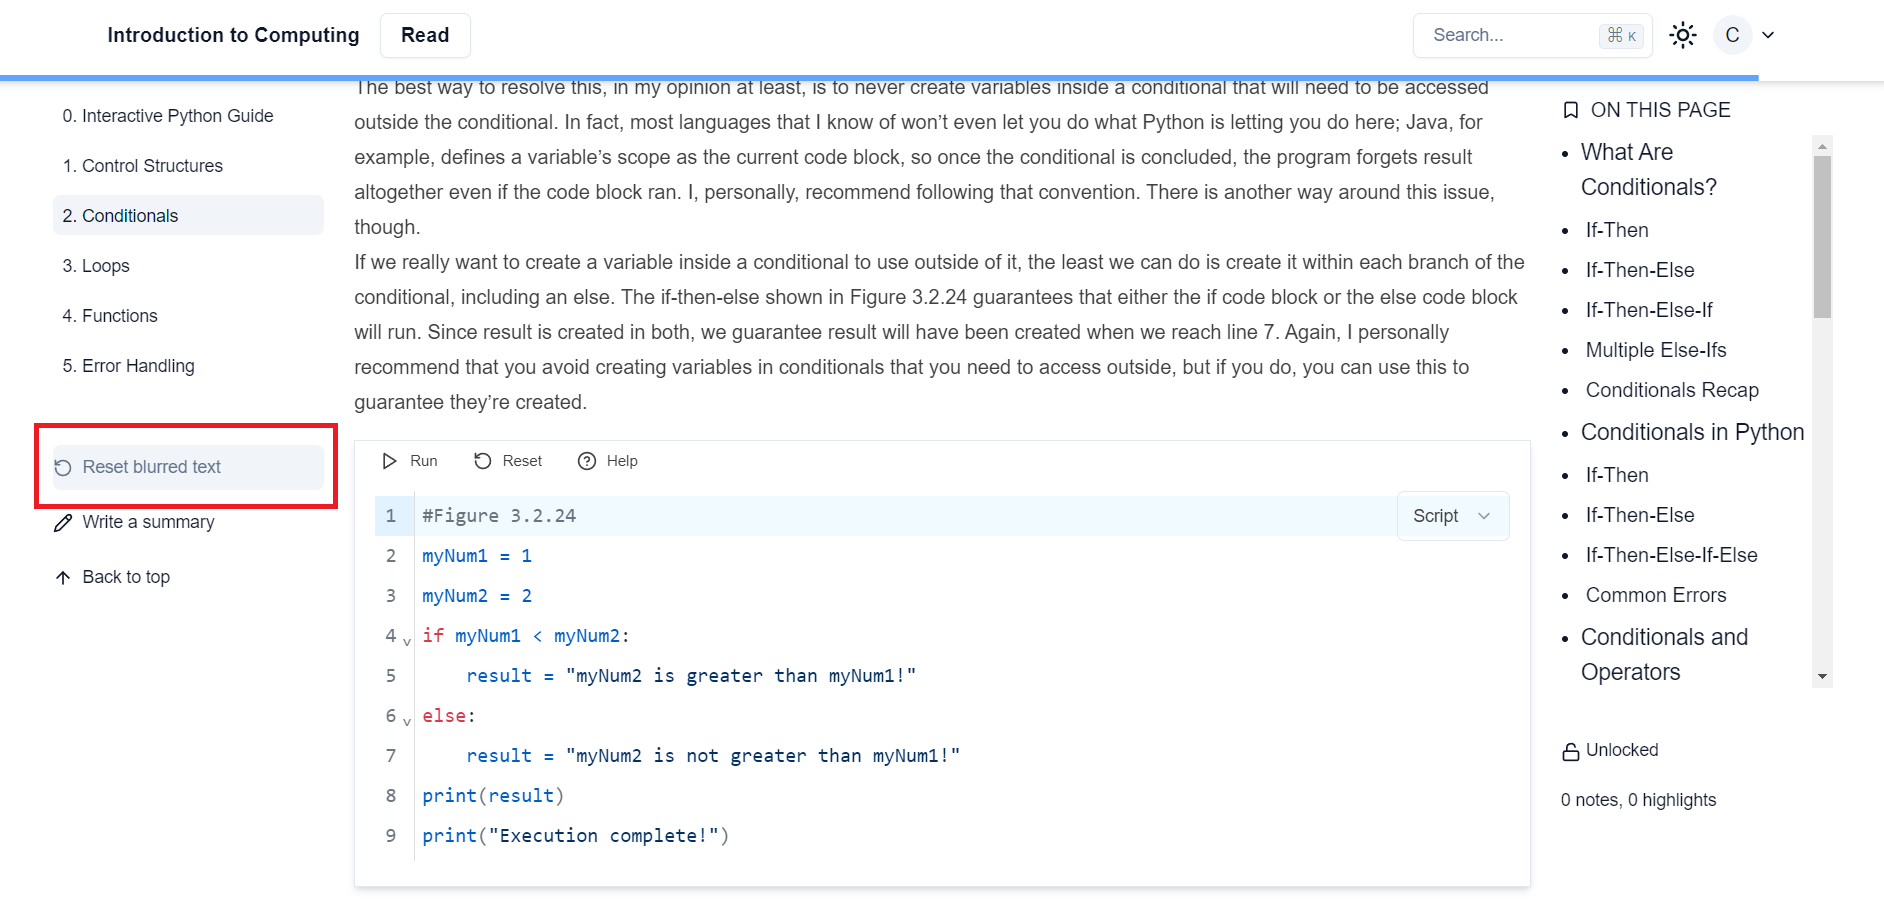 Introduction to Computing
Read
Search...
⌘ K
C
0. Interactive Python Guide
1. Control Structures
2. Conditionals
3. Loops
4. Functions
5. Error Handling
Reset blurred text
Write a summary
Back to top
The best way to resolve this, in my opinion at least, is to never create variables inside a conditional that will need to be accessed
outside the conditional. In fact, most languages that I know of won’t even let you do what Python is letting you do here; Java, for
example, defines a variable’s scope as the current code block, so once the conditional is concluded, the program forgets result
altogether even if the code block ran. I, personally, recommend following that convention. There is another way around this issue,
though.
If we really want to create a variable inside a conditional to use outside of it, the least we can do is create it within each branch of the
conditional, including an else. The if-then-else shown in Figure 3.2.24 guarantees that either the if code block or the else code block
will run. Since result is created in both, we guarantee result will have been created when we reach line 7. Again, I personally
recommend that you avoid creating variables in conditionals that you need to access outside, but if you do, you can use this to
guarantee they’re created.
Run
Reset
Help
Script
1 #Figure 3.2.24
2 myNum1 = 1
3 myNum2 = 2
4 if myNum1 < myNum2:
5     result = "myNum2 is greater than myNum1!"
6 else:
7     result = "myNum2 is not greater than myNum1!"
8 print(result)
9 print("Execution complete!")
ON THIS PAGE
• What Are
Conditionals?
• If-Then
• If-Then-Else
• If-Then-Else-If
• Multiple Else-Ifs
• Conditionals Recap
• Conditionals in Python
• If-Then
• If-Then-Else
• If-Then-Else-If-Else
• Common Errors
• Conditionals and
Operators
Unlocked
0 notes, 0 highlights